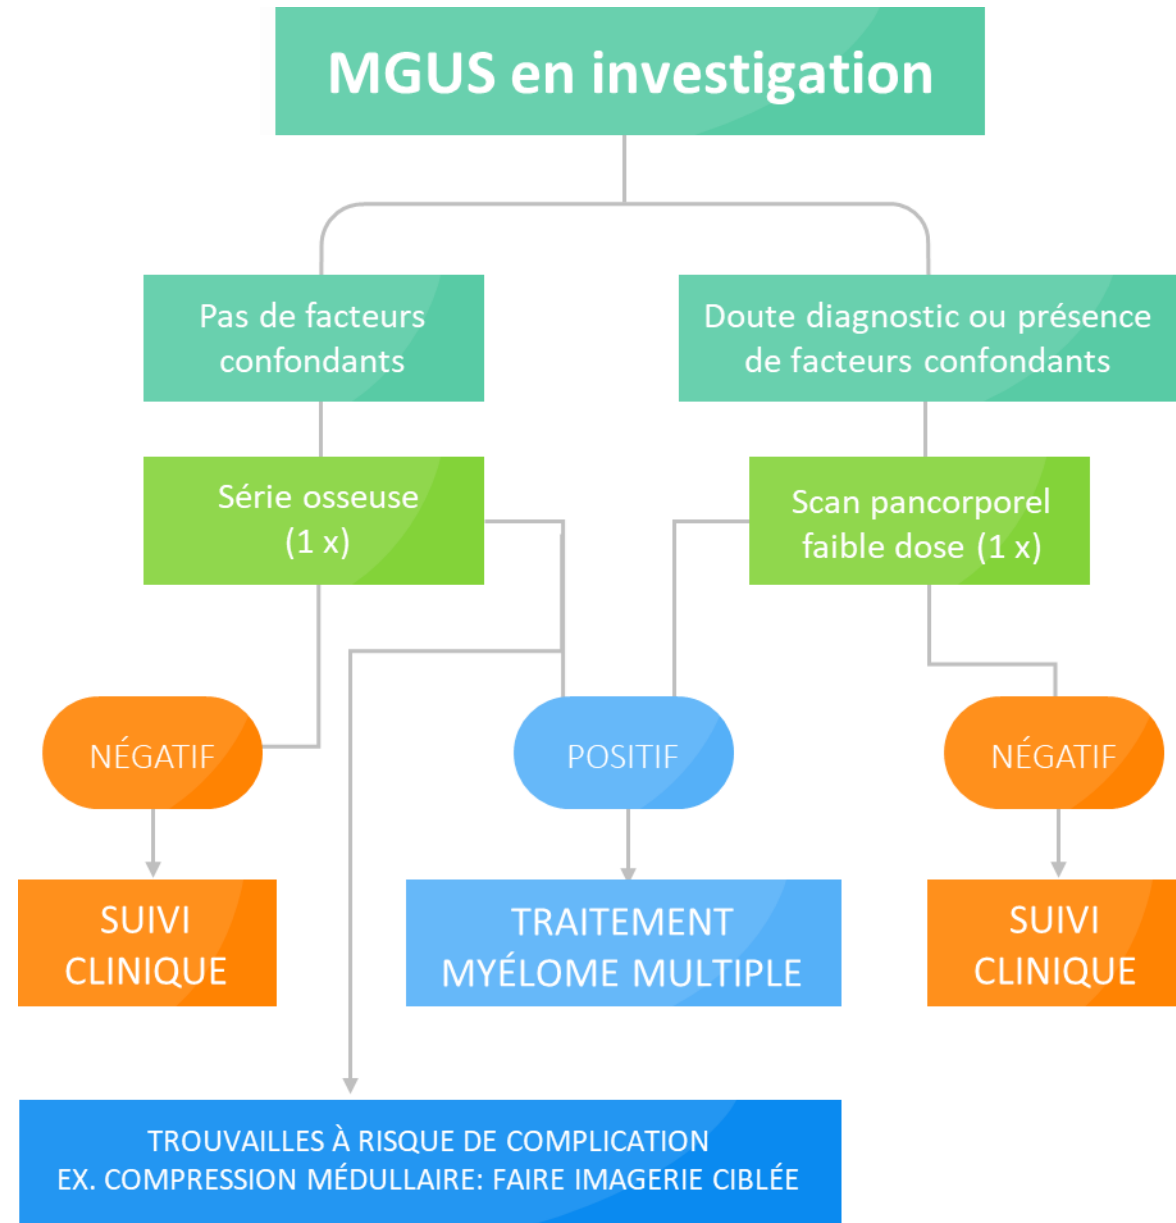 MGUS en investigation
Pas de facteurs
confondants
Doute diagnostic ou présence
de facteurs confondants
Série osseuse
(1 x)
Scan pancorporel
faible dose (1 x)
NÉGATIF
POSITIF
NÉGATIF
SUIVI
CLINIQUE
TRAITEMENT
MYÉLOME MULTIPLE
SUIVI
CLINIQUE
TROUVAILLES À RISQUE DE COMPLICATION
EX. COMPRESSION MÉDULLAIRE: FAIRE IMAGERIE CIBLÉE